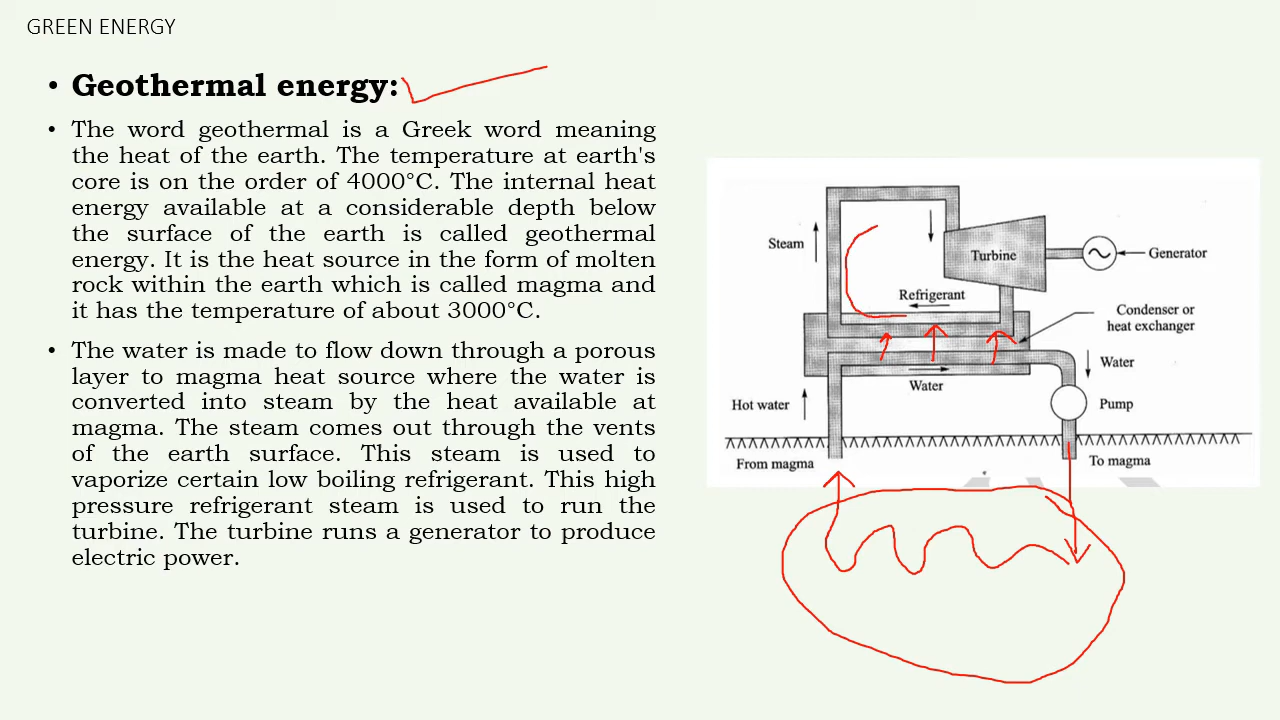 GREEN ENERGY
• Geothermal energy:
• The word geothermal is a Greek word meaning
the heat of the earth. The temperature at earth's
core is on the order of 4000°C. The internal heat
energy available at a considerable depth below
the surface of the earth is called geothermal
energy. It is the heat source in the form of molten
rock within the earth which is called magma and
it has the temperature of about 3000°C.
• The water is made to flow down through a porous
layer to magma heat source where the water is
converted into steam by the heat available at
magma. The steam comes out through the vents
of the earth surface. This steam is used to
vaporize certain low boiling refrigerant. This high
pressure refrigerant steam is used to run the
turbine. The turbine runs a generator to produce
electric power.
Steam
Turbine
Generator
Refrigerant
Condenser or
heat exchanger
Water
Water
Hot water
Pump
From magma
To magma